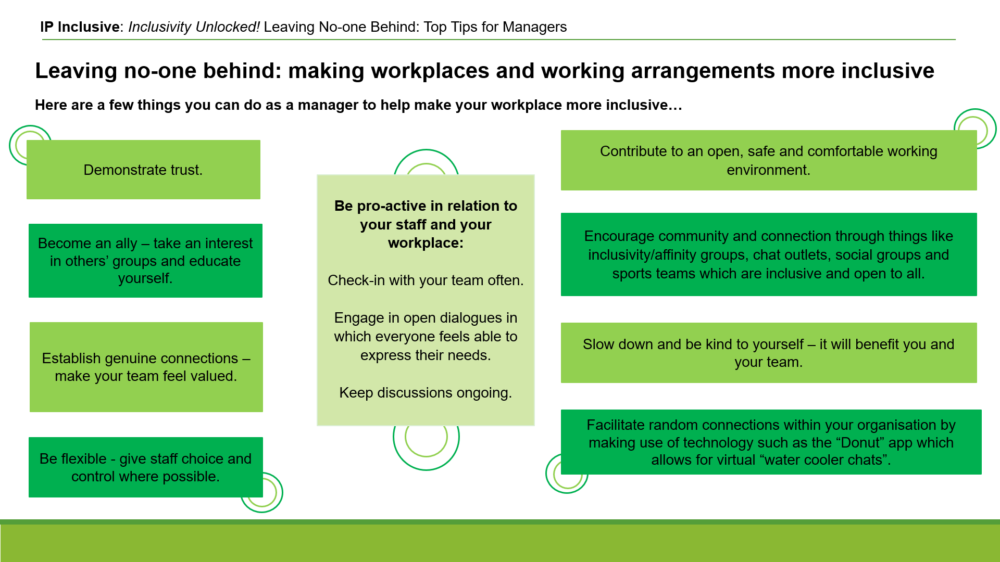 IP Inclusive: Inclusivity Unlocked! Leaving No-one Behind: Top Tips for Managers
Leaving no-one behind: making workplaces and working arrangements more inclusive
Here are a few things you can do as a manager to help make your workplace more inclusive…
Demonstrate trust.
Become an ally – take an interest
in others’ groups and educate
yourself.
Establish genuine connections –
make your team feel valued.
Be flexible - give staff choice and
control where possible.
Be pro-active in relation to
your staff and your
workplace:
Check-in with your team often.
Engage in open dialogues in
which everyone feels able to
express their needs.
Keep discussions ongoing.
Contribute to an open, safe and comfortable working
environment.
Encourage community and connection through things like
inclusivity/affinity groups, chat outlets, social groups and
sports teams which are inclusive and open to all.
Slow down and be kind to yourself – it will benefit you and
your team.
Facilitate random connections within your organisation by
making use of technology such as the “Donut” app which
allows for virtual “water cooler chats”.